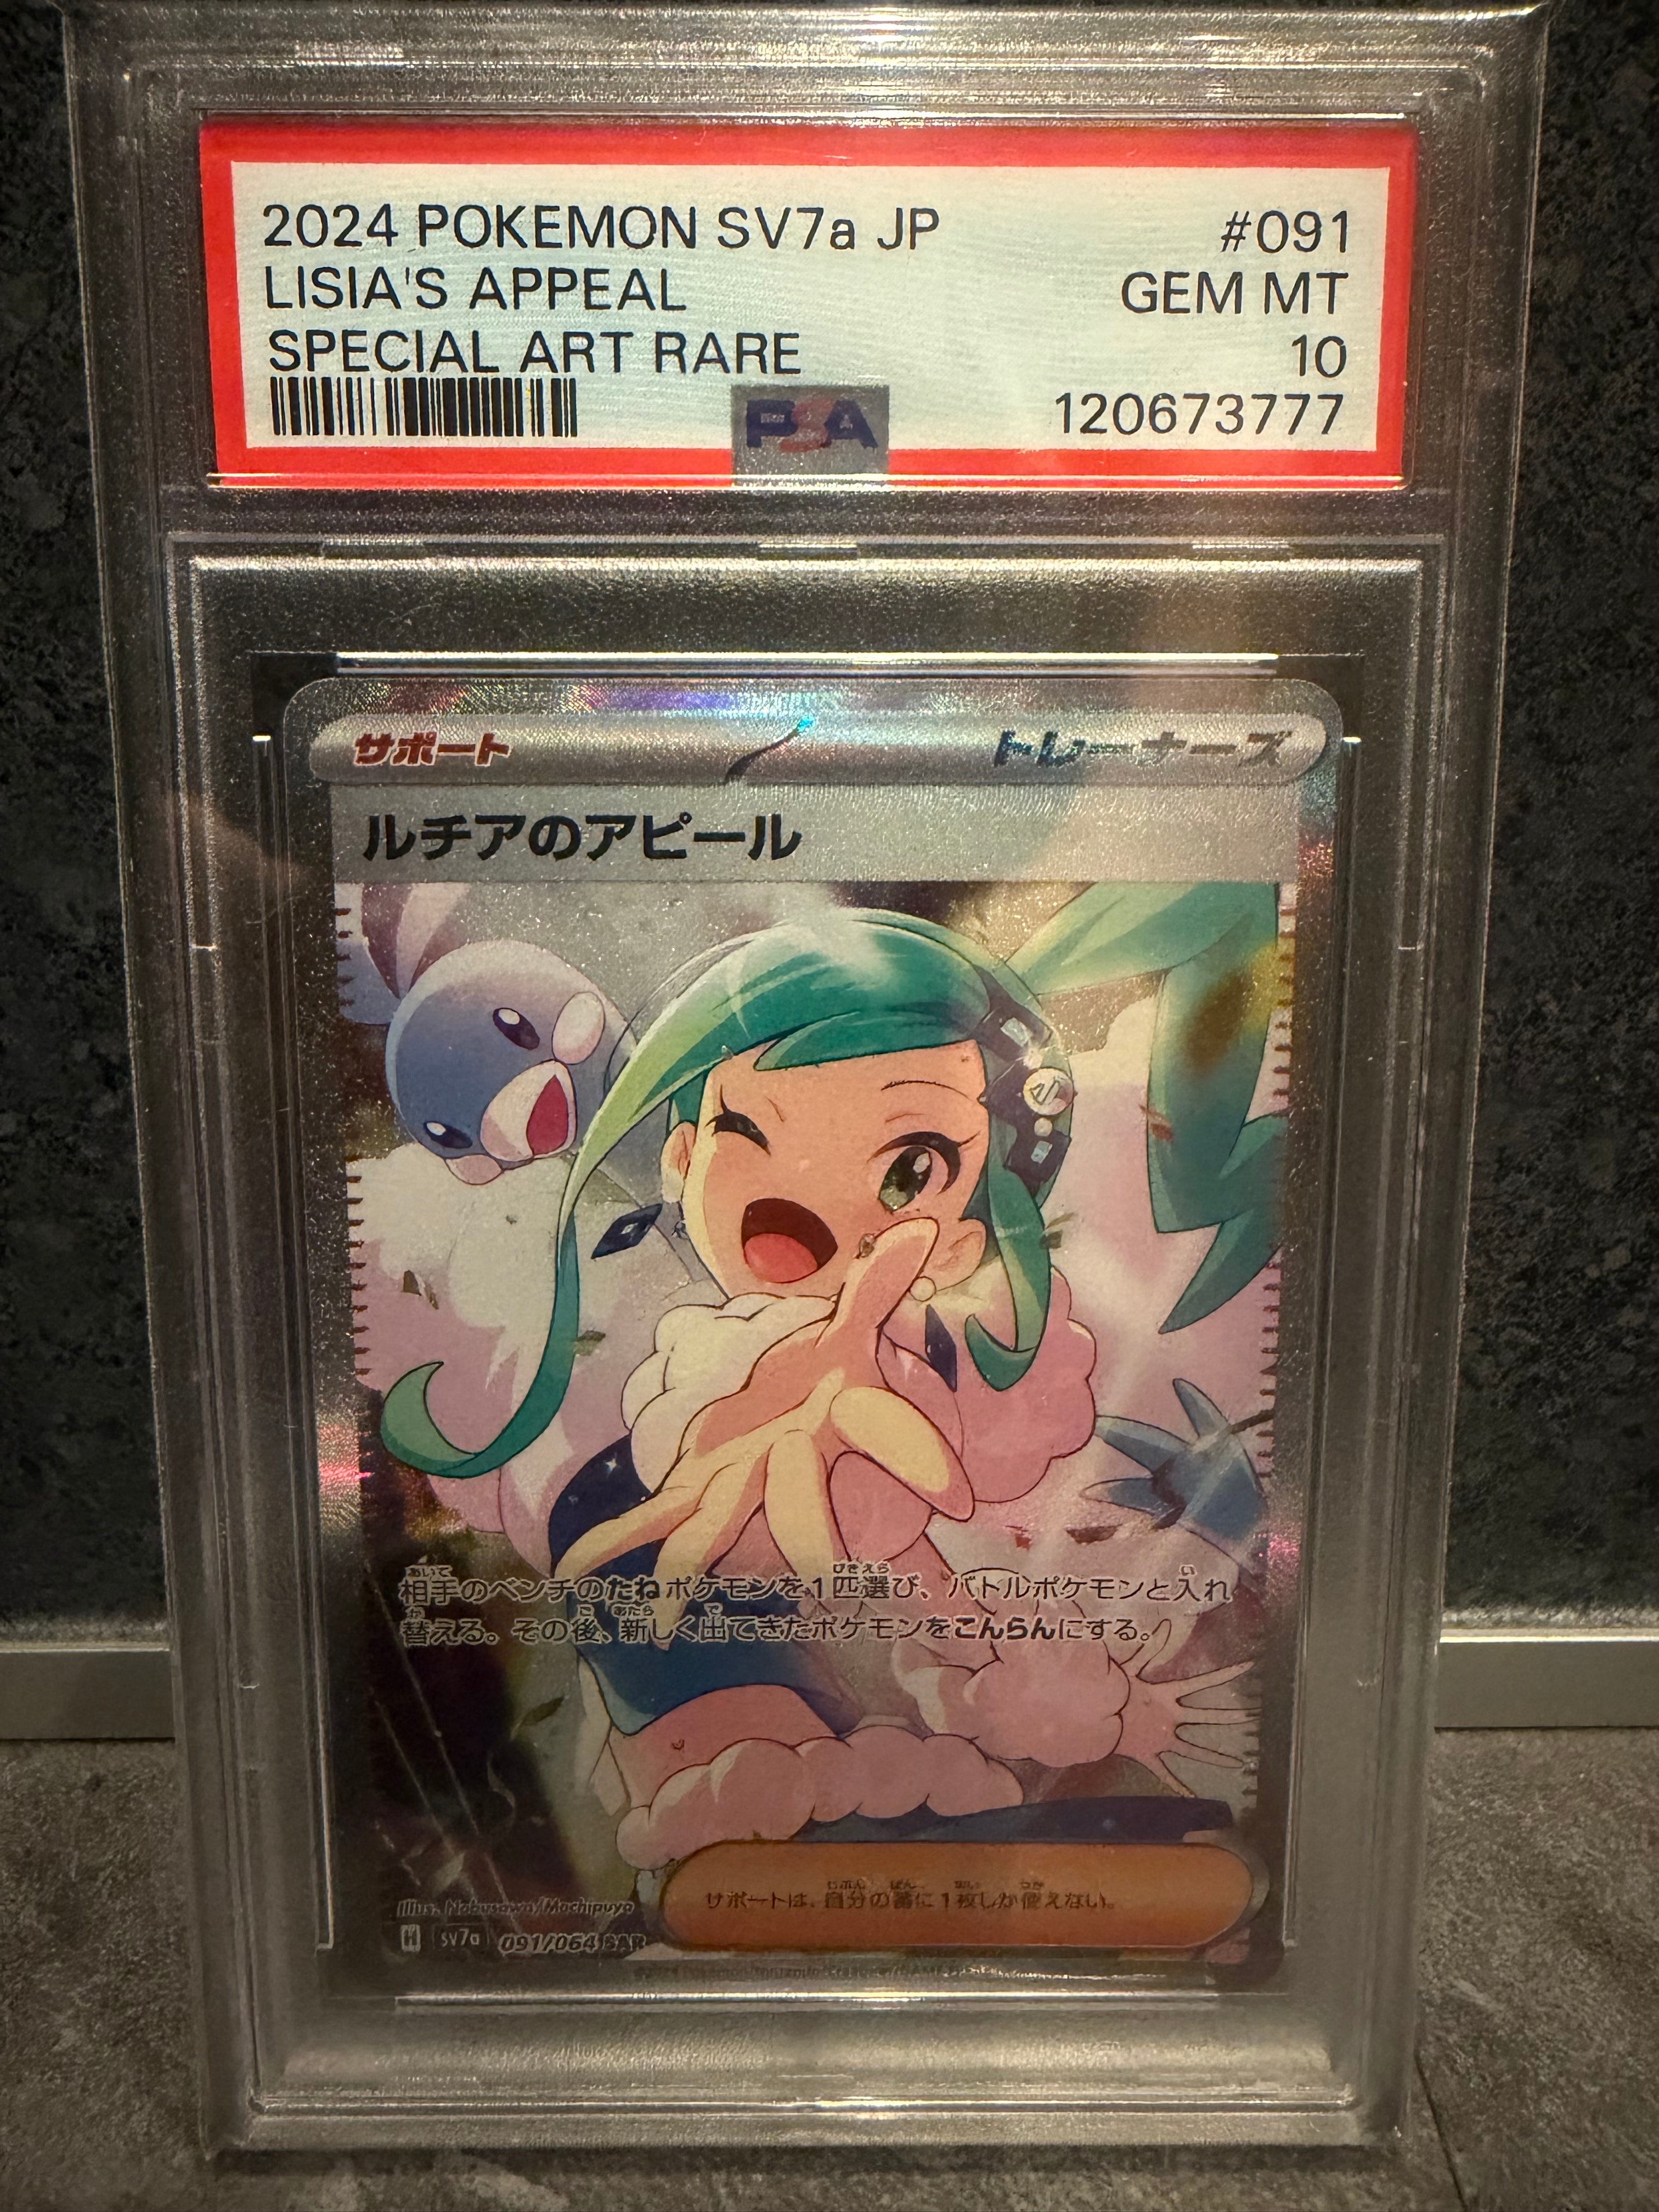 2024 POKEMON SV7a JP #091
LISIA'S APPEAL GEM MT
SPECIAL ART RARE 10
PSA 120673777
サポート トレーナーズ
ルチアのアピール
相手のベンチのたねポケモンを1匹選び、バトルポケモンと入れ
替える。その後、新しく出てきたポケモンをこんらんにする。
サポートは、自分の番に1枚しか使えない。
Illus. Nabusawa/Mochipuyo
H sv7a 091/064 SAR